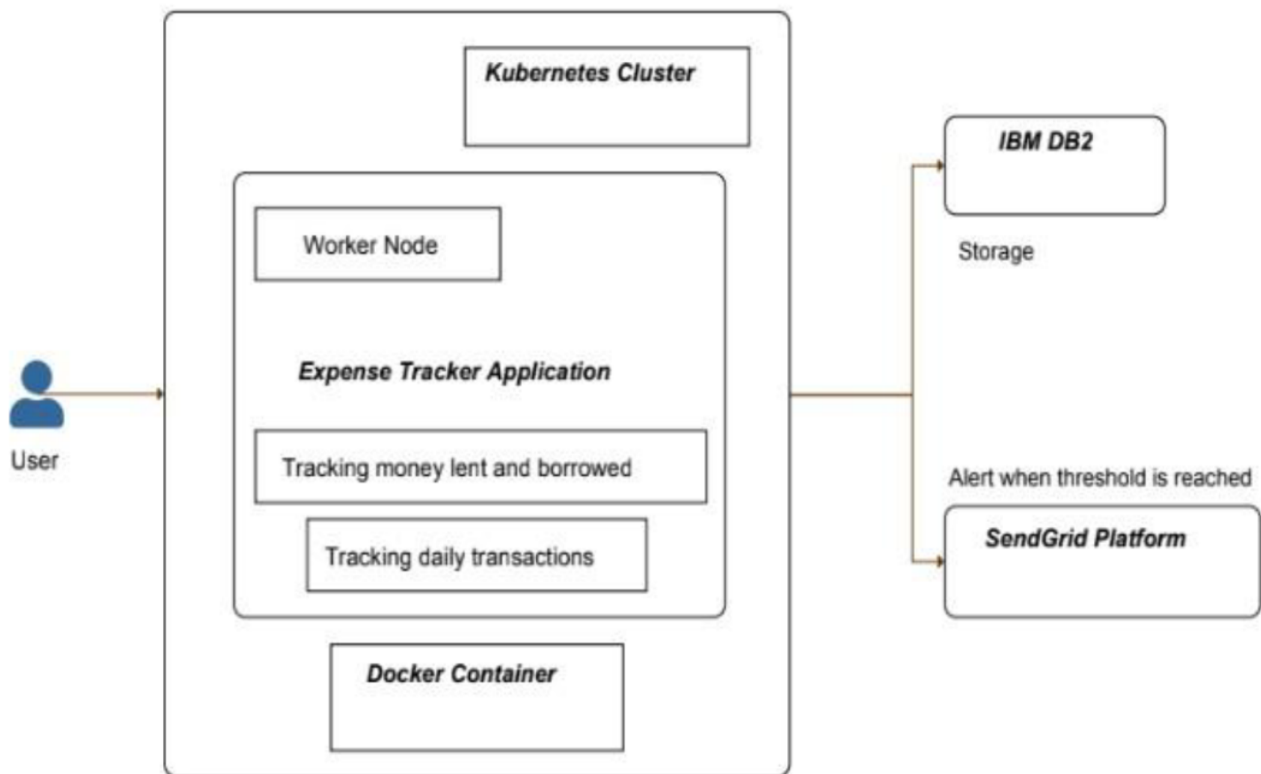 Kubernetes Cluster
IBM DB2
Worker Node
Storage
Expense Tracker Application
User
Tracking money lent and borrowed
Alert when threshold is reached
SendGrid Platform
Tracking daily transactions
Docker Container